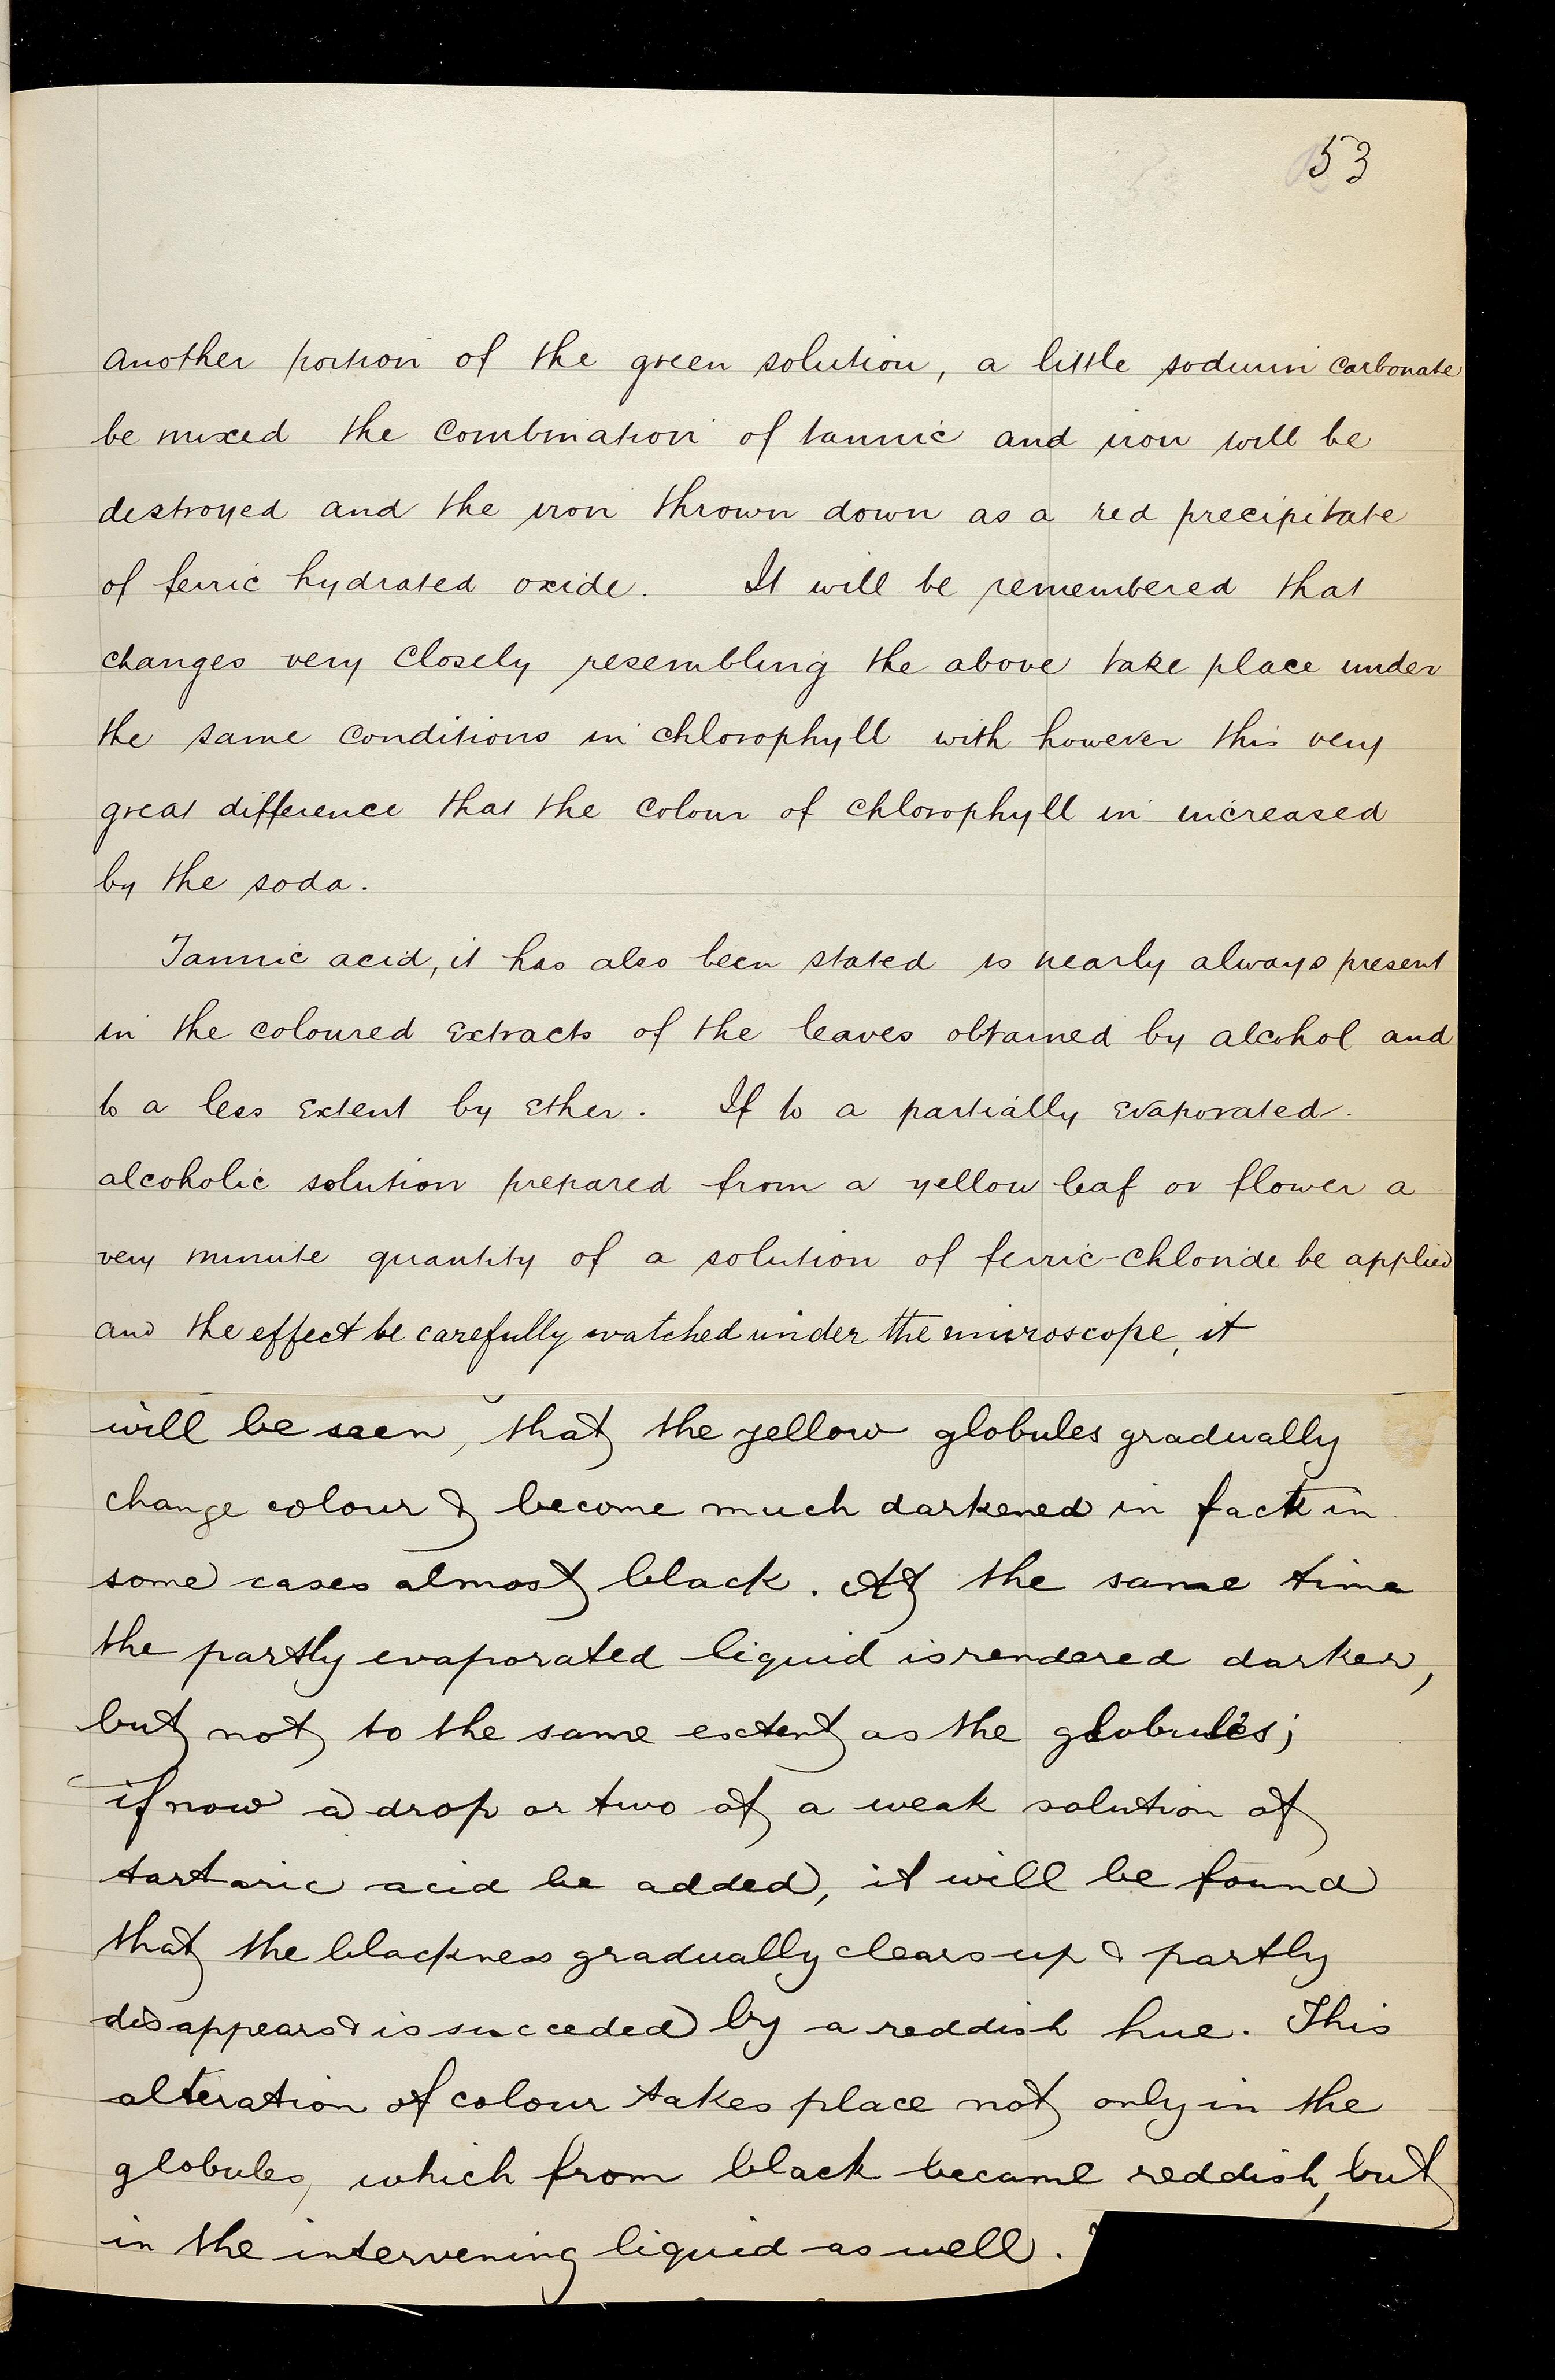 53
another portion of the green solution, a little sodium carbonate
be mixed the combination of tannic and iron will be
destroyed and the iron thrown down as a red precipitate
of ferric hydrated oxide. It will be remembered that
changes very closely resembling the above take place under
the same conditions in chlorophyll with however this very
great difference that the colour of chlorophyll in increased
by the soda.
Tannic acid, it has also been stated is nearly always present
in the coloured extracts of the leaves obtained by alcohol and
to a less extent by ether. If to a partially evaporated.
alcoholic solution prepared from a yellow leaf or flower a
very minute quantity of a solution of ferric-chloride be applied
and the effect be carefully watched under the microscope, it
will be seen, that the yellow globules gradually
change colour & become much darkened in fact in
some cases almost black. At the same time
the partly evaporated liquid is rendered darker,
but not to the same extent as the globules;
if now a drop or two of a weak solution of
tartaric acid be added, it will be found
that the blackness gradually clears up & partly
disappears & is succeded by a reddish hue. This
alteration of colour takes place not only in the
globules, which from black became reddish, but
in the intervening liquid as well.